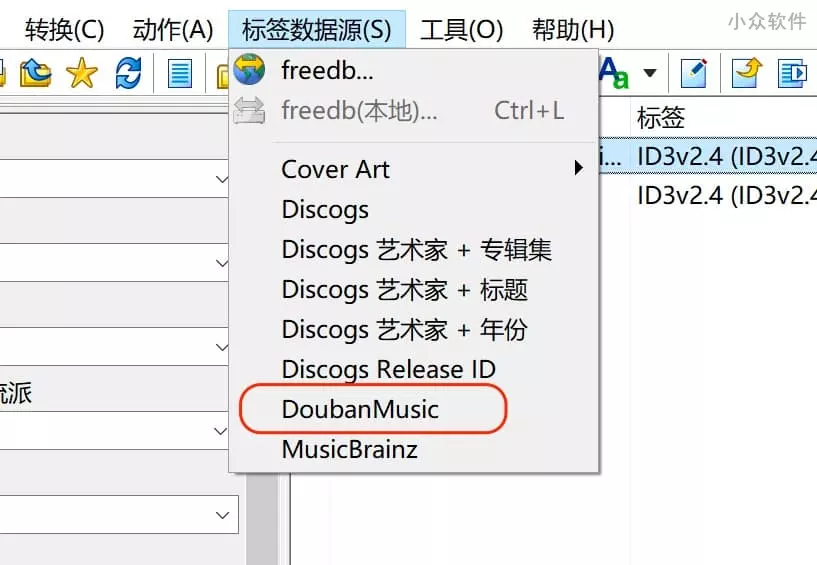 小众软件
转换(C) 动作(A) 标签数据源(S) 工具(O) 帮助(H)
freedb...
Aa
freedb(本地)... Ctrl+L
标签
Cover Art
i... ID3v2.4 (ID3v2.4
Discogs
ID3v2.4 (ID3v2.4
Discogs 艺术家 + 专辑集
Discogs 艺术家 + 标题
Discogs 艺术家 + 年份
Discogs Release ID
流派
DoubanMusic
MusicBrainz